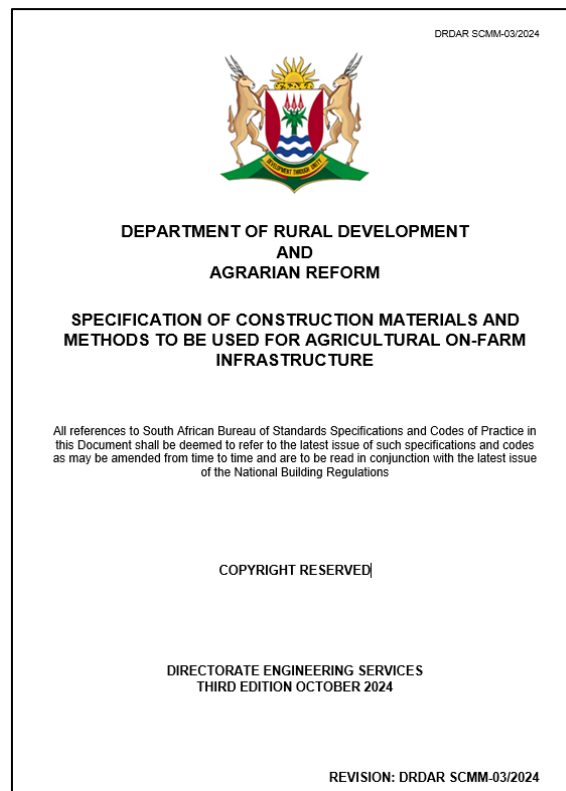 DRDAR SCMM-03/2024
DEVELOPMENT THROUGH UNITY
DEPARTMENT OF RURAL DEVELOPMENT
AND
AGRARIAN REFORM
SPECIFICATION OF CONSTRUCTION MATERIALS AND
METHODS TO BE USED FOR AGRICULTURAL ON-FARM
INFRASTRUCTURE
All references to South African Bureau of Standards Specifications and Codes of Practice in
this Document shall be deemed to refer to the latest issue of such specifications and codes
as may be amended from time to time and are to be read in conjunction with the latest issue
of the National Building Regulations
COPYRIGHT RESERVED
DIRECTORATE ENGINEERING SERVICES
THIRD EDITION OCTOBER 2024
REVISION: DRDAR SCMM-03/2024